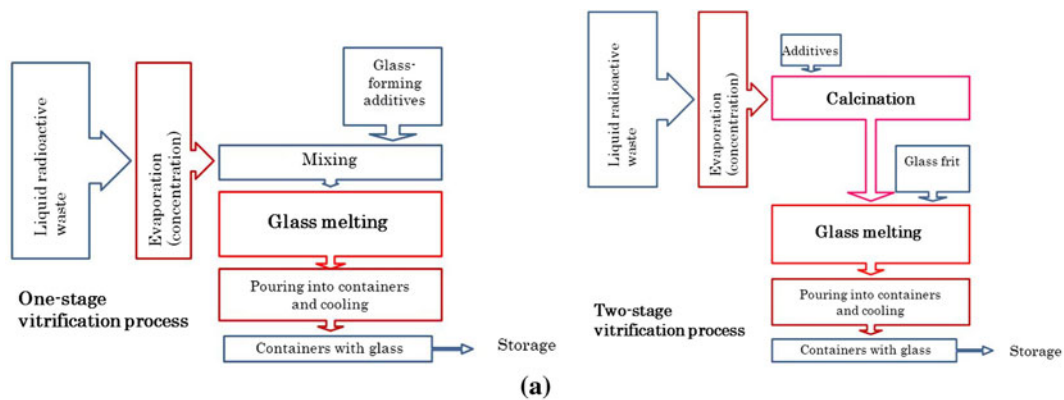 Liquid radioactive
waste
Evaporation
(concentration)
Glass-
forming
additives
Mixing
Glass melting
Pouring into containers
and cooling
Containers with glass
Storage
One-stage
vitrification process
Liquid radioactive
waste
Evaporation
(concentration)
Additives
Calcination
Glass frit
Glass melting
Pouring into containers
and cooling
Containers with glass
Storage
Two-stage
vitrification process
(a)